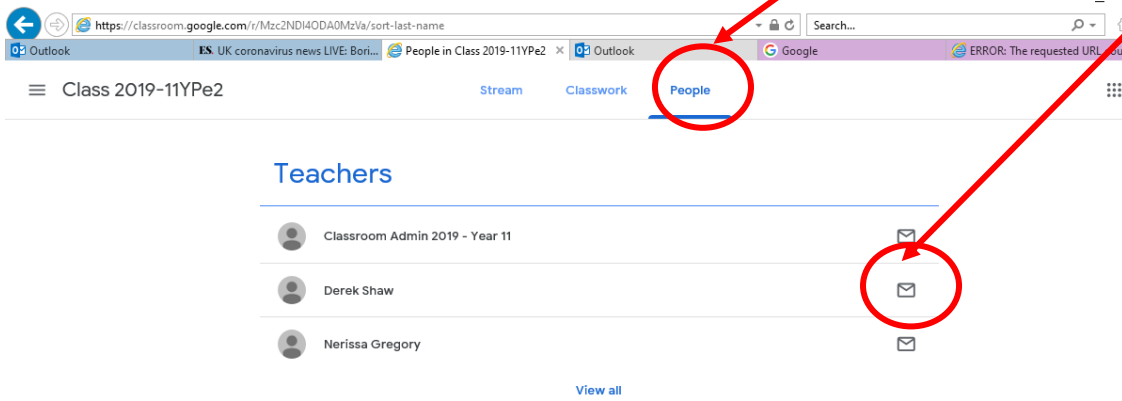 https://classroom.google.com/r/Mzc2NDI4ODA0MzVa/sort-last-name
Search...
Outlook
ES. UK coronavirus news LIVE: Bori...
People in Class 2019-11YPe2
Outlook
Google
ERROR: The requested URL
Class 2019-11YPe2
Stream
Classwork
People
Teachers
Classroom Admin 2019 - Year 11
Derek Shaw
Nerissa Gregory
View all